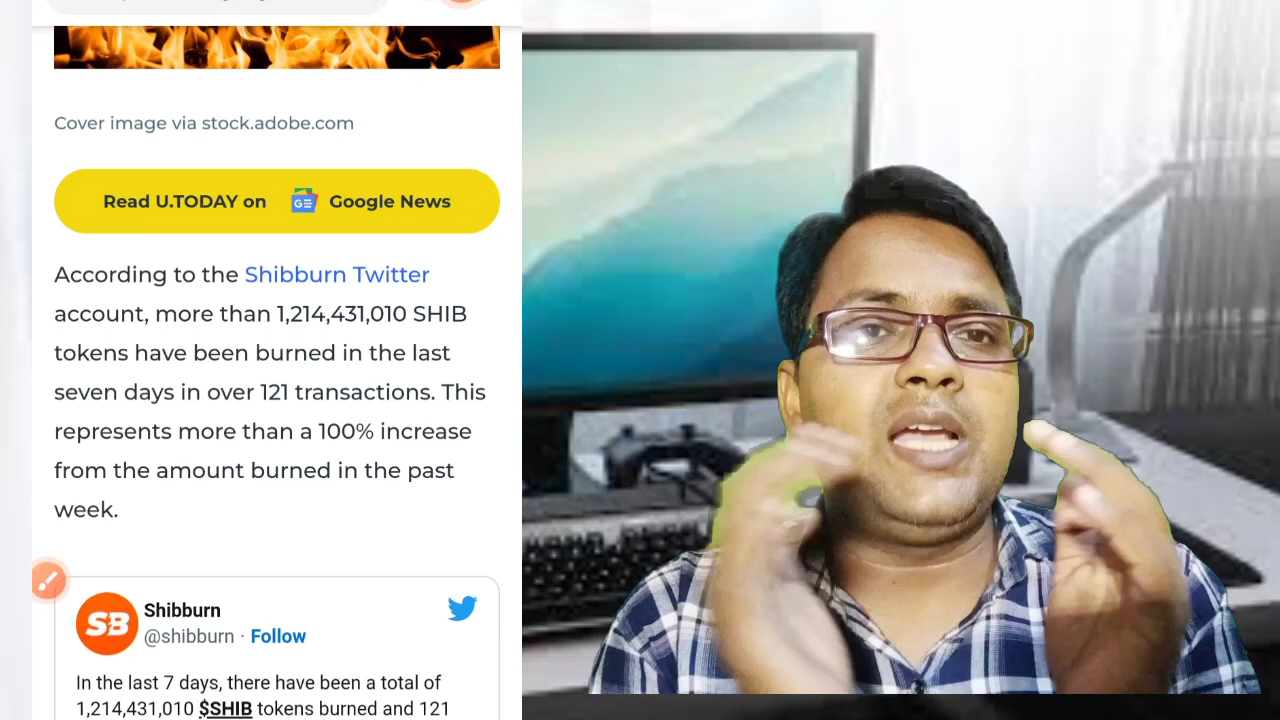 Cover image via stock.adobe.com
Read U.TODAY on GE Google News
According to the Shibburn Twitter
account, more than 1,214,431,010 SHIB
tokens have been burned in the last
seven days in over 121 transactions. This
represents more than a 100% increase
from the amount burned in the past
week.
SB
Shibburn
@shibburn · Follow
In the last 7 days, there have been a total of
1,214,431,010 $SHIB tokens burned and 121